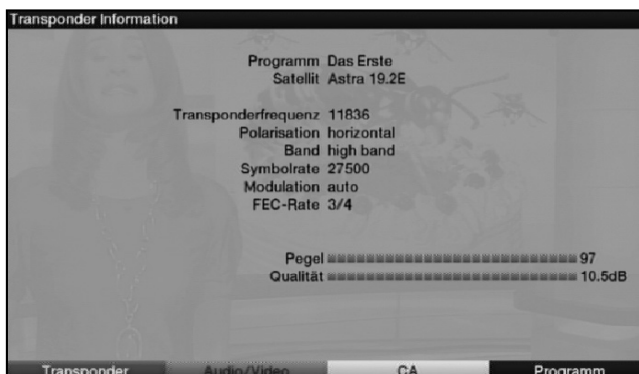 Transponder Information
Programm Das Erste
Satellit Astra 19.2E
Transponderfrequenz 11836
Polarisation horizontal
Band high band
Symbolrate 27500
Modulation auto
FEC-Rate 3/4
Pegel 97
Qualität 10.5dB
Transponder Audio/Video CA Programm